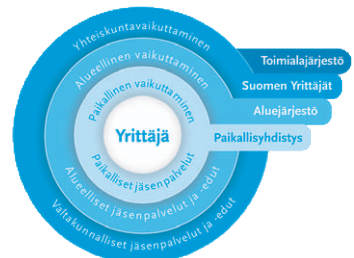 Yhteiskuntavaikuttaminen
Alueellinen vaikuttaminen
Paikallinen vaikuttaminen
Yrittäjä
Paikalliset jäsenpalvelut
Alueelliset jäsenpalvelut ja -edut
Valtakunnalliset jäsenpalvelut ja -edut
Toimialajärjestö
Suomen Yrittäjät
Aluejärjestö
Paikallisyhdistys